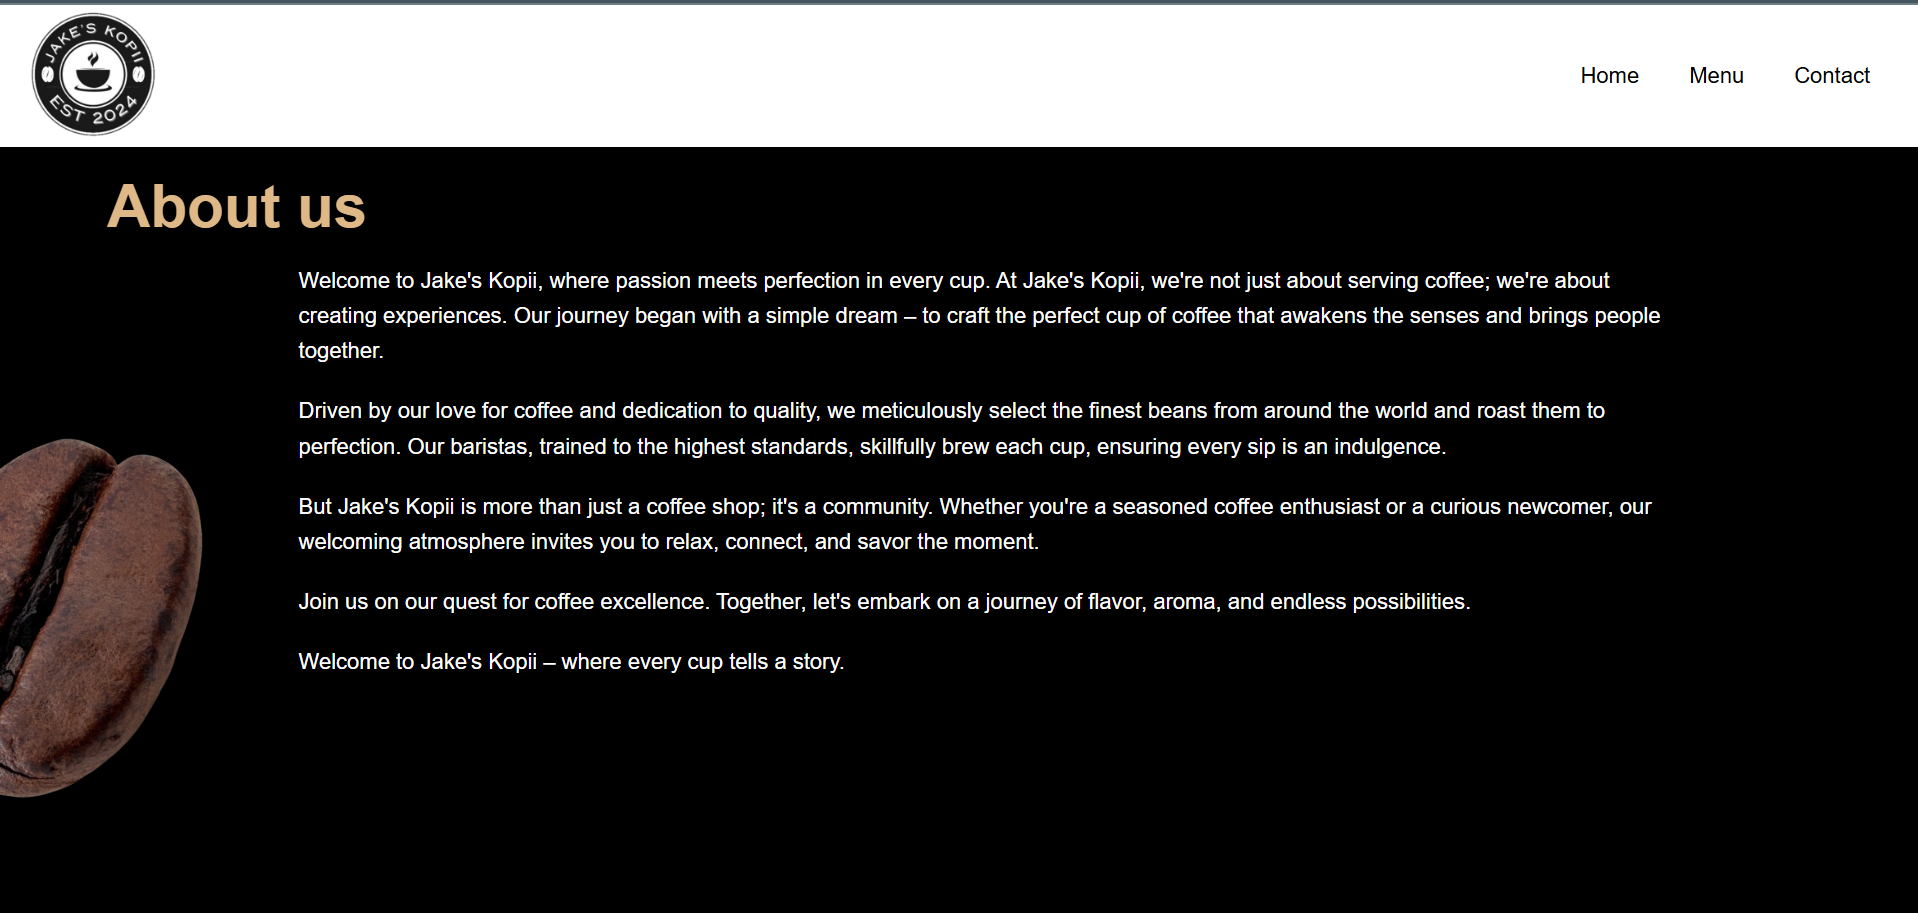 JAKE'S KOPII
EST 2024
Home Menu Contact
About us
Welcome to Jake's Kopii, where passion meets perfection in every cup. At Jake's Kopii, we're not just about serving coffee; we're about
creating experiences. Our journey began with a simple dream – to craft the perfect cup of coffee that awakens the senses and brings people
together.
Driven by our love for coffee and dedication to quality, we meticulously select the finest beans from around the world and roast them to
perfection. Our baristas, trained to the highest standards, skillfully brew each cup, ensuring every sip is an indulgence.
But Jake's Kopii is more than just a coffee shop; it's a community. Whether you're a seasoned coffee enthusiast or a curious newcomer, our
welcoming atmosphere invites you to relax, connect, and savor the moment.
Join us on our quest for coffee excellence. Together, let's embark on a journey of flavor, aroma, and endless possibilities.
Welcome to Jake's Kopii – where every cup tells a story.